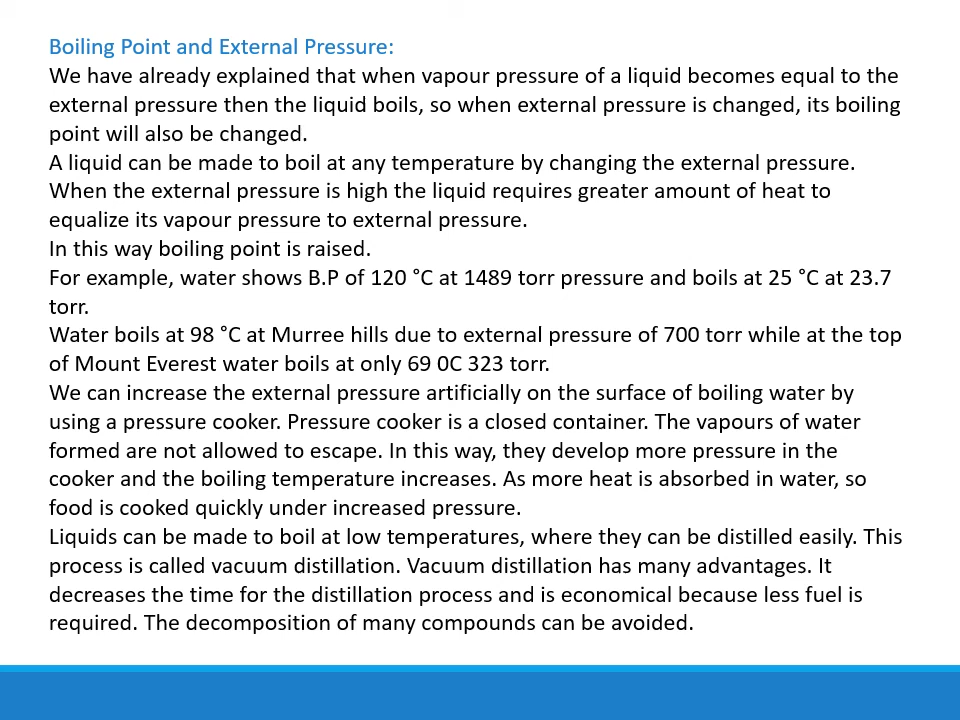 Boiling Point and External Pressure:
We have already explained that when vapour pressure of a liquid becomes equal to the
external pressure then the liquid boils, so when external pressure is changed, its boiling
point will also be changed.
A liquid can be made to boil at any temperature by changing the external pressure.
When the external pressure is high the liquid requires greater amount of heat to
equalize its vapour pressure to external pressure.
In this way boiling point is raised.
For example, water shows B.P of 120 °C at 1489 torr pressure and boils at 25 °C at 23.7
torr.
Water boils at 98 °C at Murree hills due to external pressure of 700 torr while at the top
of Mount Everest water boils at only 69 0C 323 torr.
We can increase the external pressure artificially on the surface of boiling water by
using a pressure cooker. Pressure cooker is a closed container. The vapours of water
formed are not allowed to escape. In this way, they develop more pressure in the
cooker and the boiling temperature increases. As more heat is absorbed in water, so
food is cooked quickly under increased pressure.
Liquids can be made to boil at low temperatures, where they can be distilled easily. This
process is called vacuum distillation. Vacuum distillation has many advantages. It
decreases the time for the distillation process and is economical because less fuel is
required. The decomposition of many compounds can be avoided.